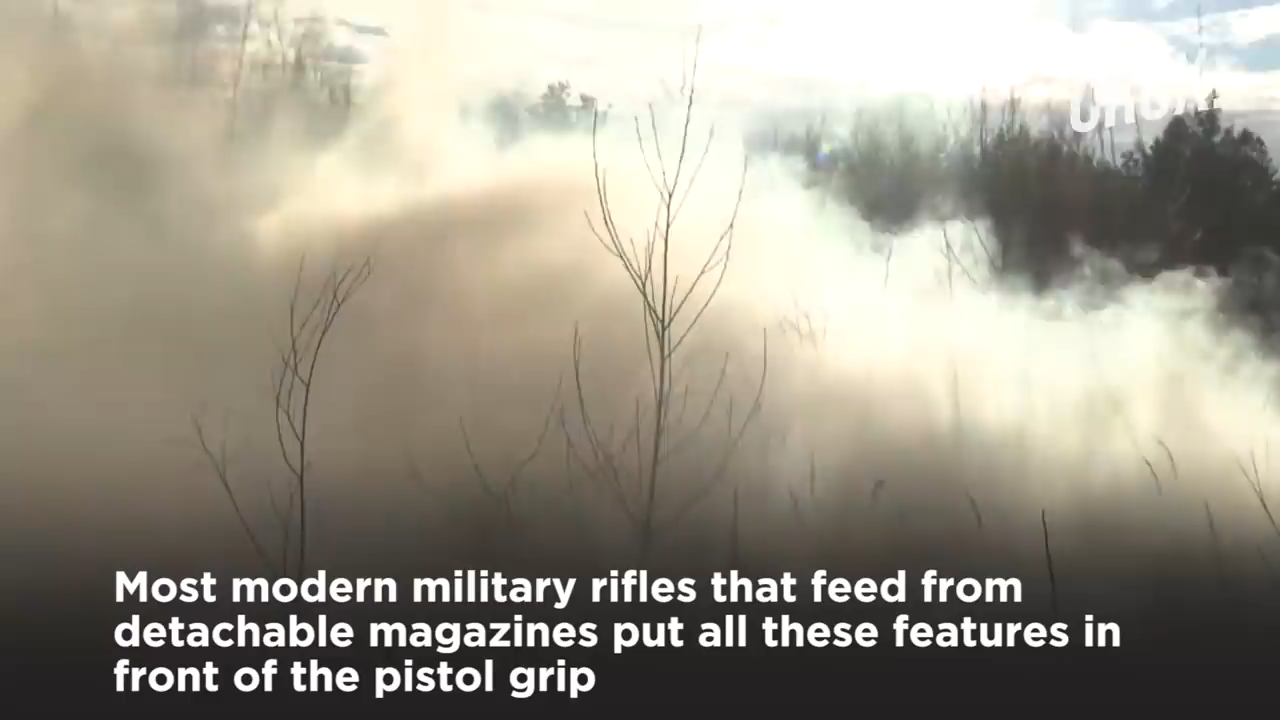 Most modern military rifles that feed from
detachable magazines put all these features in
front of the pistol grip